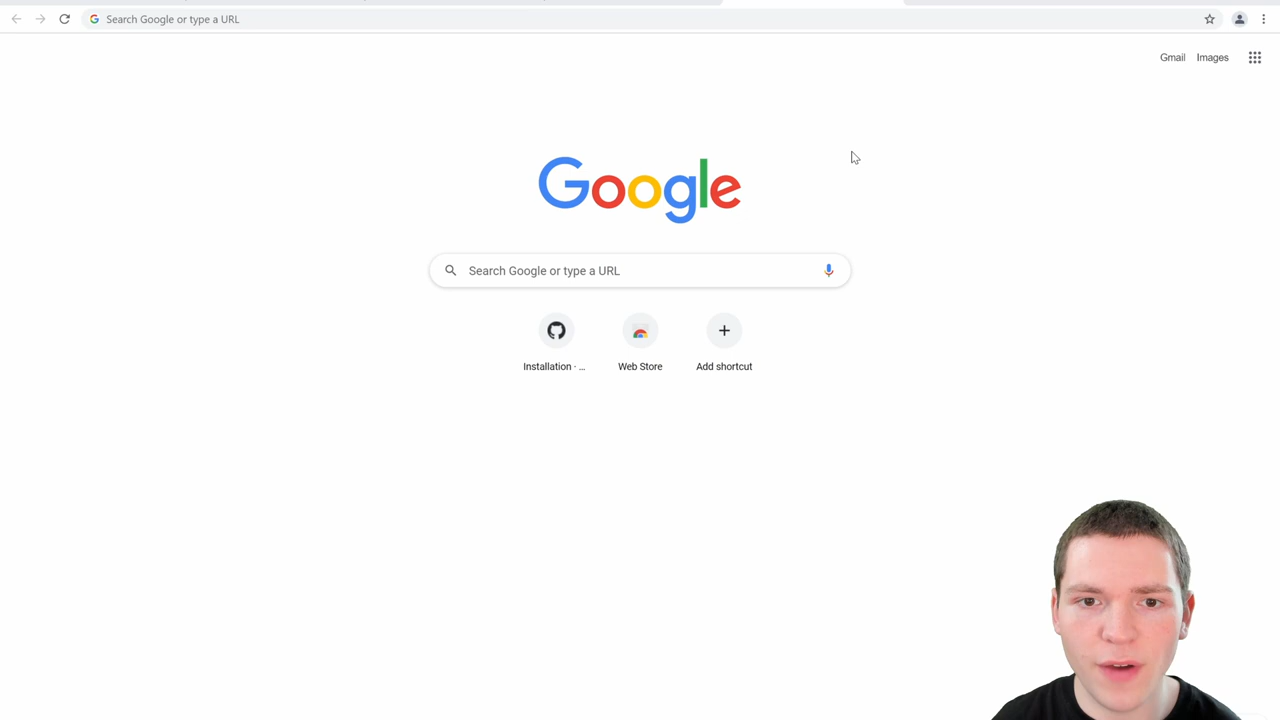 Search Google or type a URL
Gmail Images
Google
Search Google or type a URL
Installation · ...
Web Store
Add shortcut